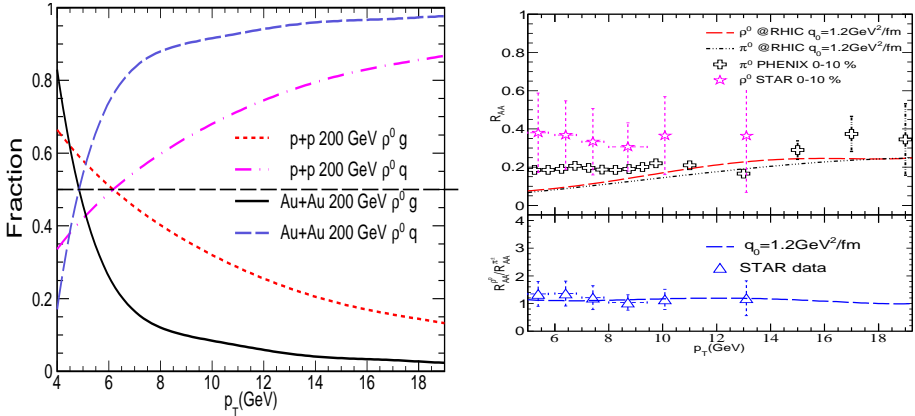 Fraction
1
0.8
0.6
0.4
0.2
0
p+p 200 GeV ρ⁰ g
p+p 200 GeV ρ⁰ q
Au+Au 200 GeV ρ⁰ g
Au+Au 200 GeV ρ⁰ q
4 6 8 10 12 14 16 18
p_T(GeV)
R_AA
1
0.8
0.6
0.4
0.2
0
ρ⁰ @RHIC q₀=1.2GeV²/fm
π⁰ @RHIC q₀=1.2GeV²/fm
π⁰ PHENIX 0-10 %
ρ⁰ STAR 0-10 %
4
3
2
1
0
q₀=1.2GeV²/fm
STAR data
6 8 10 12 14 16 18
p_T(GeV)